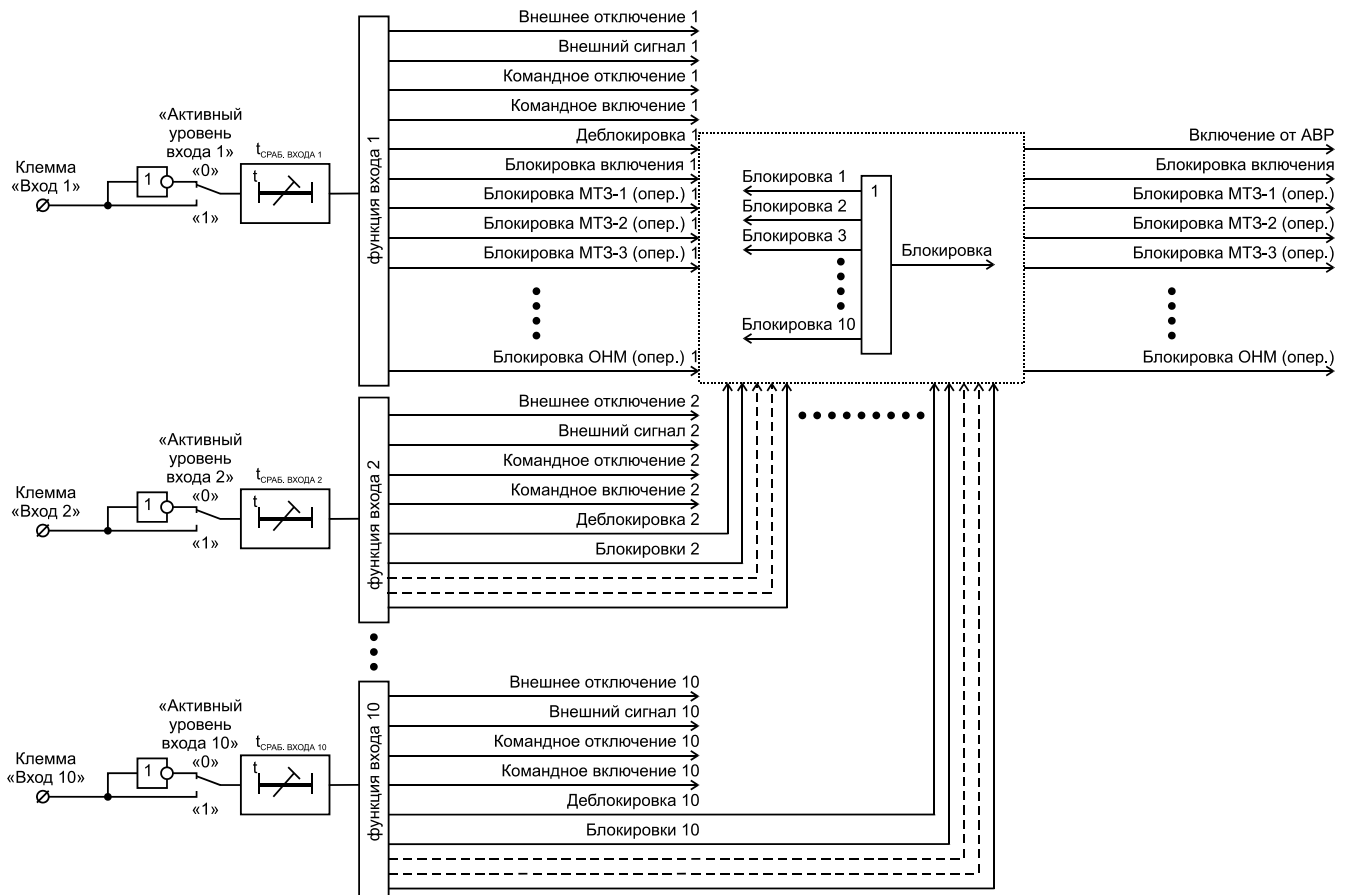 Внешнее отключение 1
Внешний сигнал 1
Командное отключение 1
Командное включение 1
Деблокировка 1
Блокировка включения 1
Блокировка МТЗ-1 (опер.) 1
Блокировка МТЗ-2 (опер.) 1
Блокировка МТЗ-3 (опер.) 1
Блокировка ОНМ (опер.) 1
«Активный
уровень
входа 1»
«0»
«1»
Клемма
«Вход 1»
1
tСРАБ. ВХОДА 1
t
функция входа 1
Блокировка 1
Блокировка 2
Блокировка 3
Блокировка 10
1
Блокировка
Включение от АВР
Блокировка включения
Блокировка МТЗ-1 (опер.)
Блокировка МТЗ-2 (опер.)
Блокировка МТЗ-3 (опер.)
Блокировка ОНМ (опер.)
Внешнее отключение 2
Внешний сигнал 2
Командное отключение 2
Командное включение 2
Деблокировка 2
Блокировки 2
«Активный
уровень
входа 2»
«0»
«1»
Клемма
«Вход 2»
1
tСРАБ. ВХОДА 2
t
функция входа 2
Внешнее отключение 10
Внешний сигнал 10
Командное отключение 10
Командное включение 10
Деблокировка 10
Блокировки 10
«Активный
уровень
входа 10»
«0»
«1»
Клемма
«Вход 10»
1
tСРАБ. ВХОДА 10
t
функция входа 10